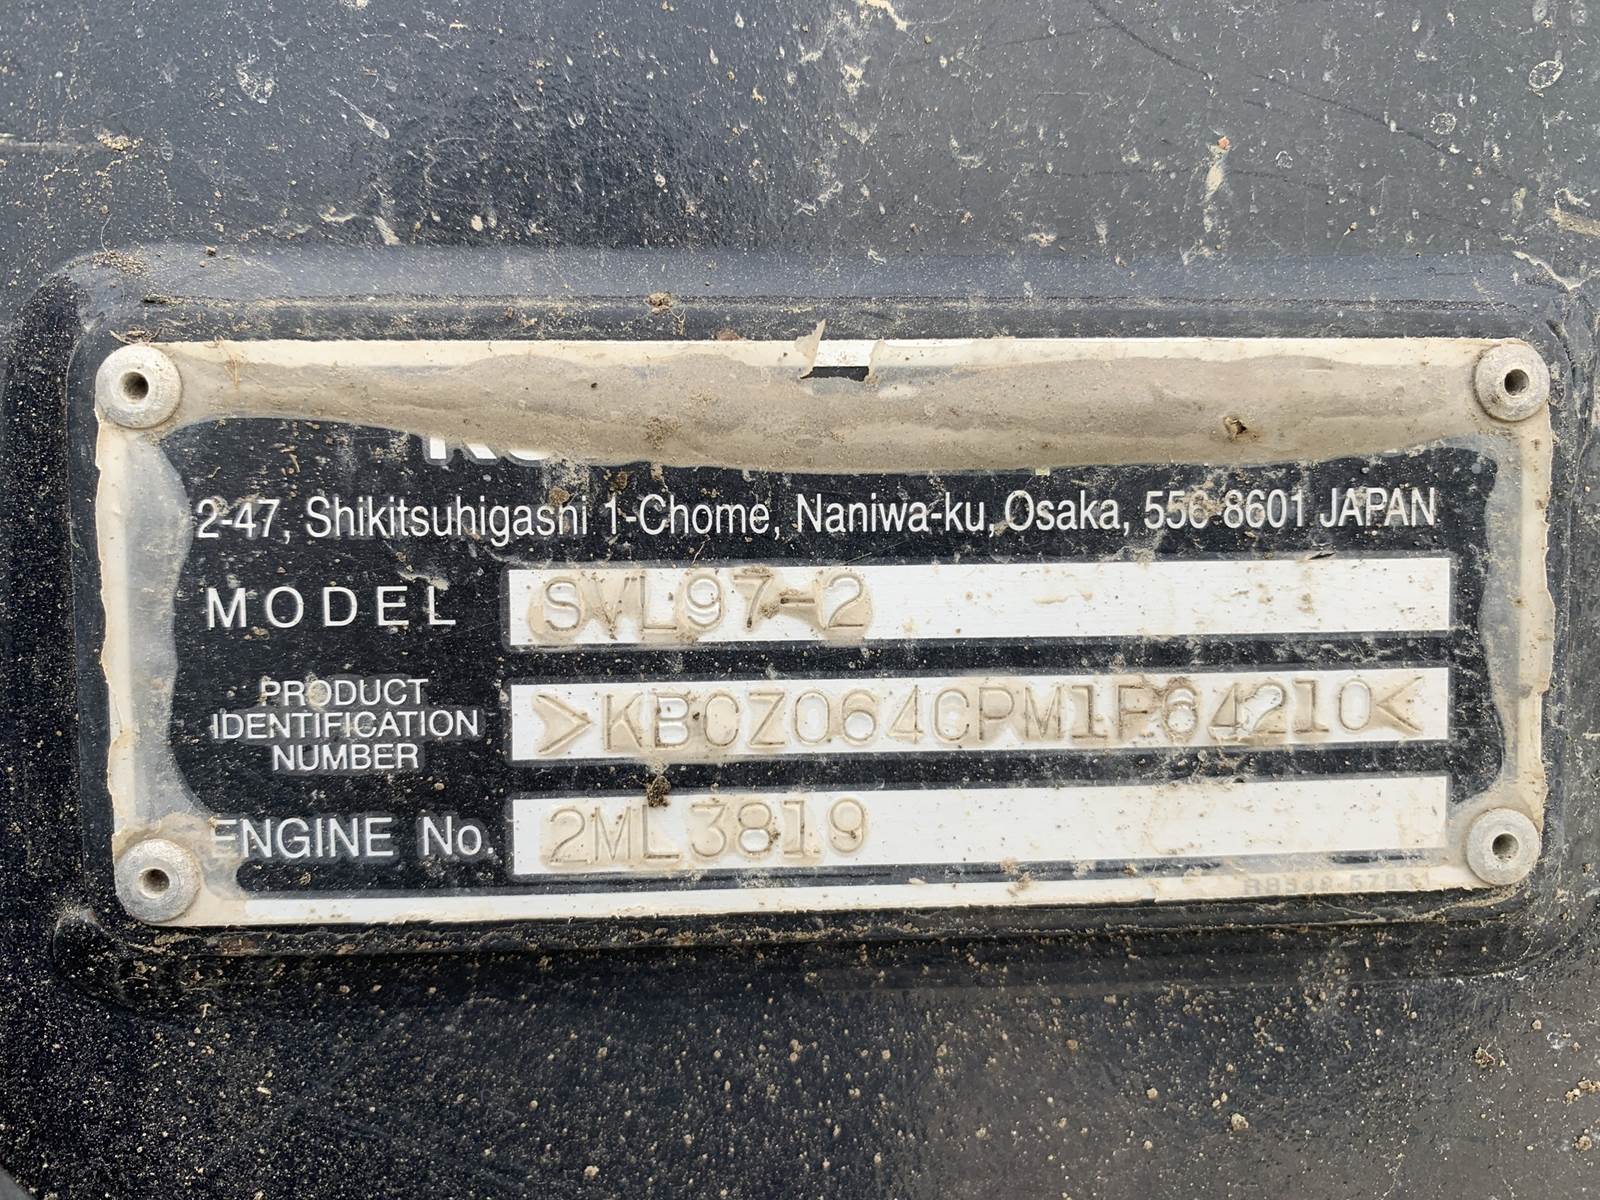 2-47, Shikitsuhigashi 1-Chome, Naniwa-ku, Osaka, 556-8601 JAPAN
MODEL SVL97-2
PRODUCT
IDENTIFICATION
NUMBER
>KBCZ064CPM1P64210<
ENGINE No. 2ML3819